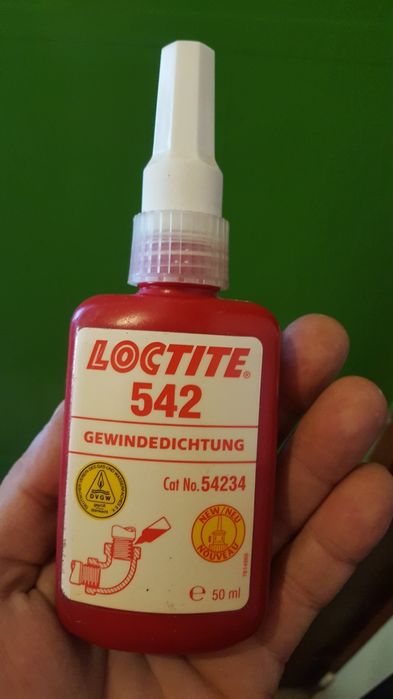 LOCTITE®
542
GEWINDEDICHTUNG
Cat No. 54234
DVGW
NEW/NEU
NOUVEAU
℮ 50 ml